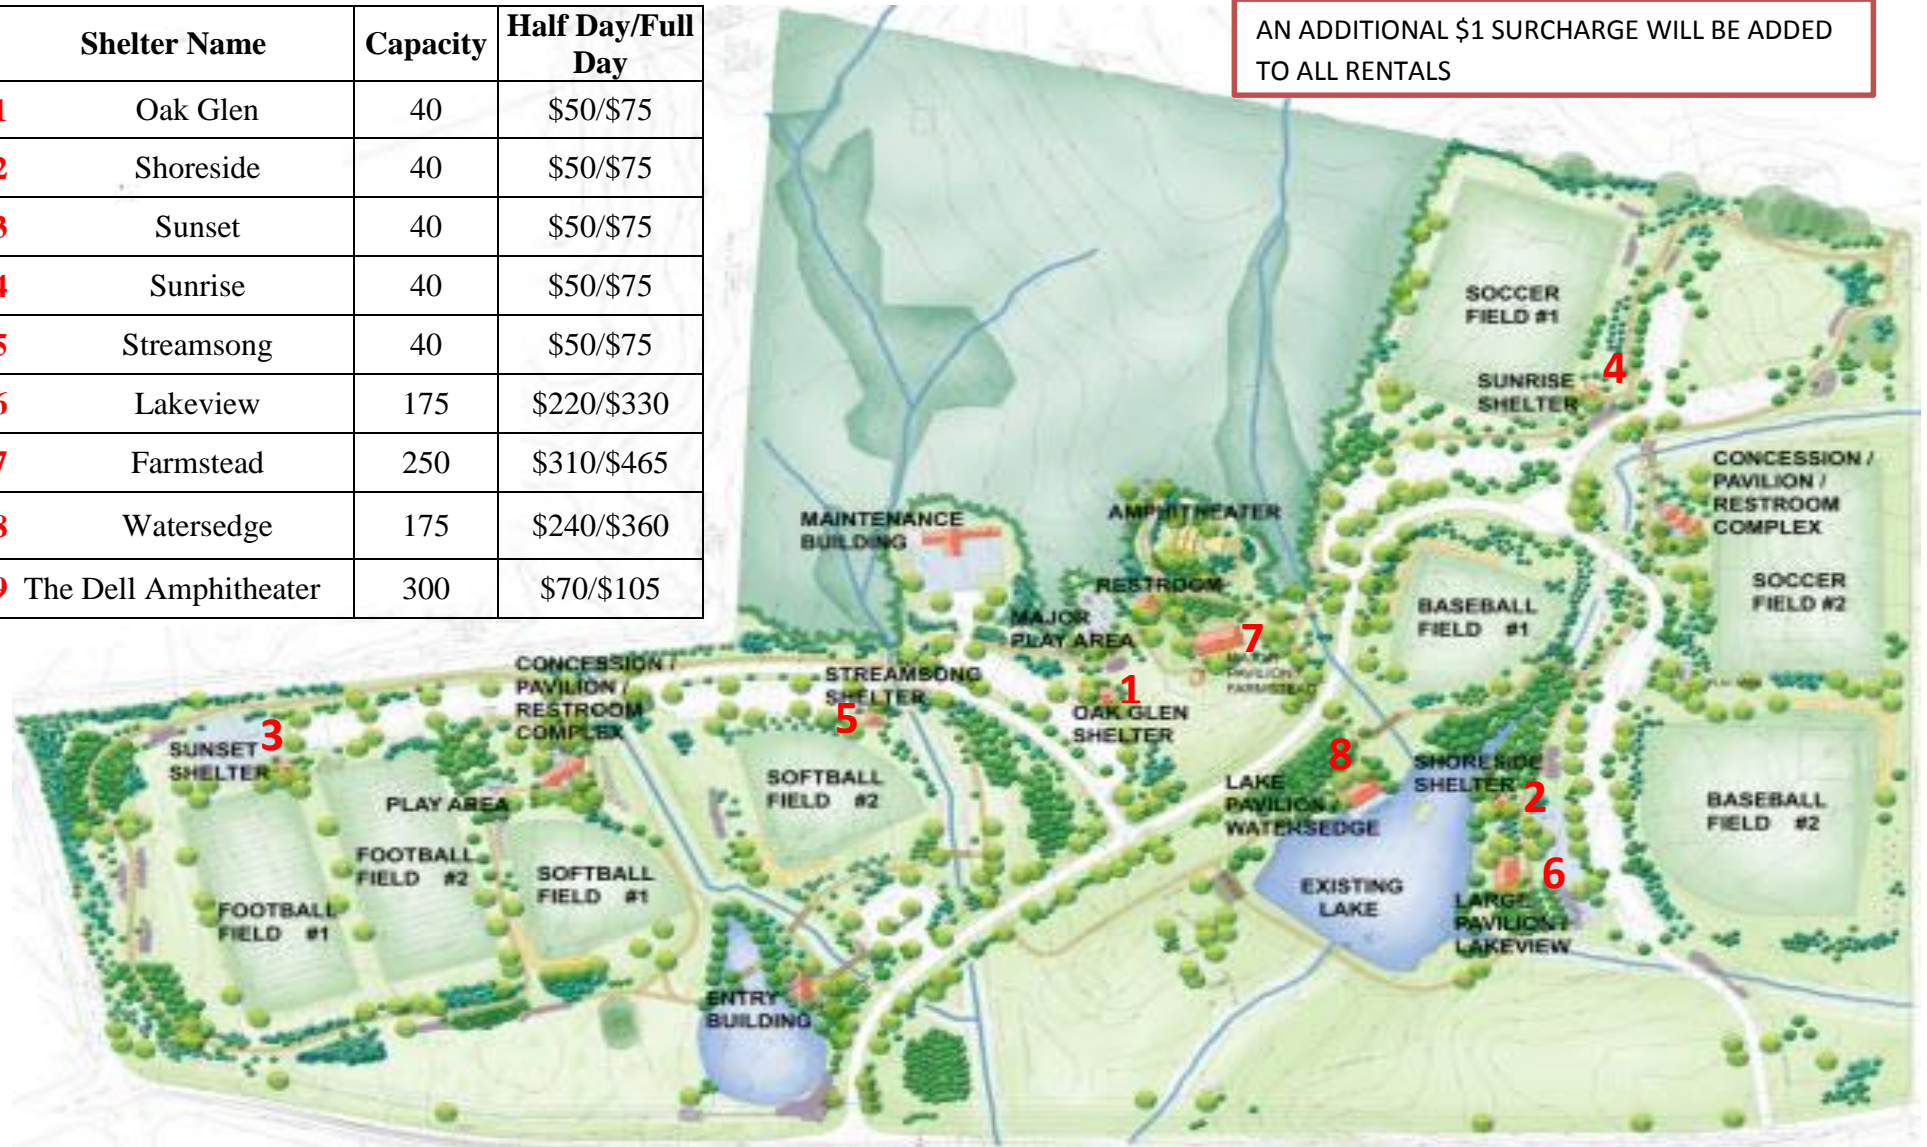 Shelter Name Capacity Half Day/Full Day
1 Oak Glen 40 $50/$75
2 Shoreside 40 $50/$75
3 Sunset 40 $50/$75
4 Sunrise 40 $50/$75
5 Streamsong 40 $50/$75
6 Lakeview 175 $220/$330
7 Farmstead 250 $310/$465
8 Watersedge 175 $240/$360
9 The Dell Amphitheater 300 $70/$105
AN ADDITIONAL $1 SURCHARGE WILL BE ADDED
TO ALL RENTALS
SOCCER
FIELD #1
4
SUNRISE
SHELTER
CONCESSION /
PAVILION /
RESTROOM
COMPLEX
SOCCER
FIELD #2
MAINTENANCE
BUILDING
AMPHITHEATER
RESTROOM
MAJOR
PLAY AREA
7
MAJOR
PAVILION
FARMSTEAD
BASEBALL
FIELD #1
1
OAK GLEN
SHELTER
STREAMSONG
SHELTER
5
CONCESSION /
PAVILION /
RESTROOM
COMPLEX
3
SUNSET
SHELTER
PLAY AREA
SOFTBALL
FIELD #2
8
LAKE
PAVILION /
WATERSEDGE
SHORESIDE
SHELTER
2
BASEBALL
FIELD #2
FOOTBALL
FIELD #2
SOFTBALL
FIELD #1
FOOTBALL
FIELD #1
EXISTING
LAKE
6
LARGE
PAVILION /
LAKEVIEW
ENTRY
BUILDING